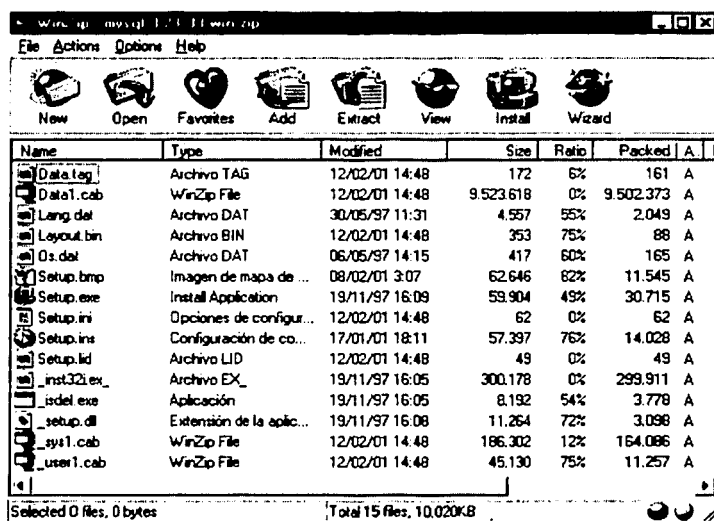 WinZip - mysql-3.23.33-win.zip
File Actions Options Help
New Open Favorites Add Extract View Install Wizard
Name Type Modified Size Ratio Packed A
Data.tag Archivo TAG 12/02/01 14:48 172 6% 161 A
Data1.cab WinZip File 12/02/01 14:48 9.523.618 0% 9.502.373 A
Lang.dat Archivo DAT 30/05/97 11:31 4.557 55% 2.049 A
Layout.bin Archivo BIN 12/02/01 14:48 353 75% 88 A
Os.dat Archivo DAT 06/05/97 14:15 417 60% 165 A
Setup.bmp Imagen de mapa de ... 08/02/01 3:07 62.646 82% 11.545 A
Setup.exe Install Application 19/11/97 16:09 59.904 49% 30.715 A
Setup.ini Opciones de configur... 12/02/01 14:48 62 0% 62 A
Setup.ins Configuración de co... 17/01/01 18:11 57.397 76% 14.028 A
Setup.lid Archivo LID 12/02/01 14:48 49 0% 49 A
_inst32i.ex_ Archivo EX_ 19/11/97 16:05 300.178 0% 299.911 A
_isdel.exe Aplicación 19/11/97 16:05 8.192 54% 3.778 A
_setup.dll Extensión de la aplic... 19/11/97 16:08 11.264 72% 3.098 A
_sys1.cab WinZip File 12/02/01 14:48 186.302 12% 164.086 A
_user1.cab WinZip File 12/02/01 14:48 45.130 75% 11.257 A
Selected 0 files, 0 bytes Total 15 files, 10.020KB